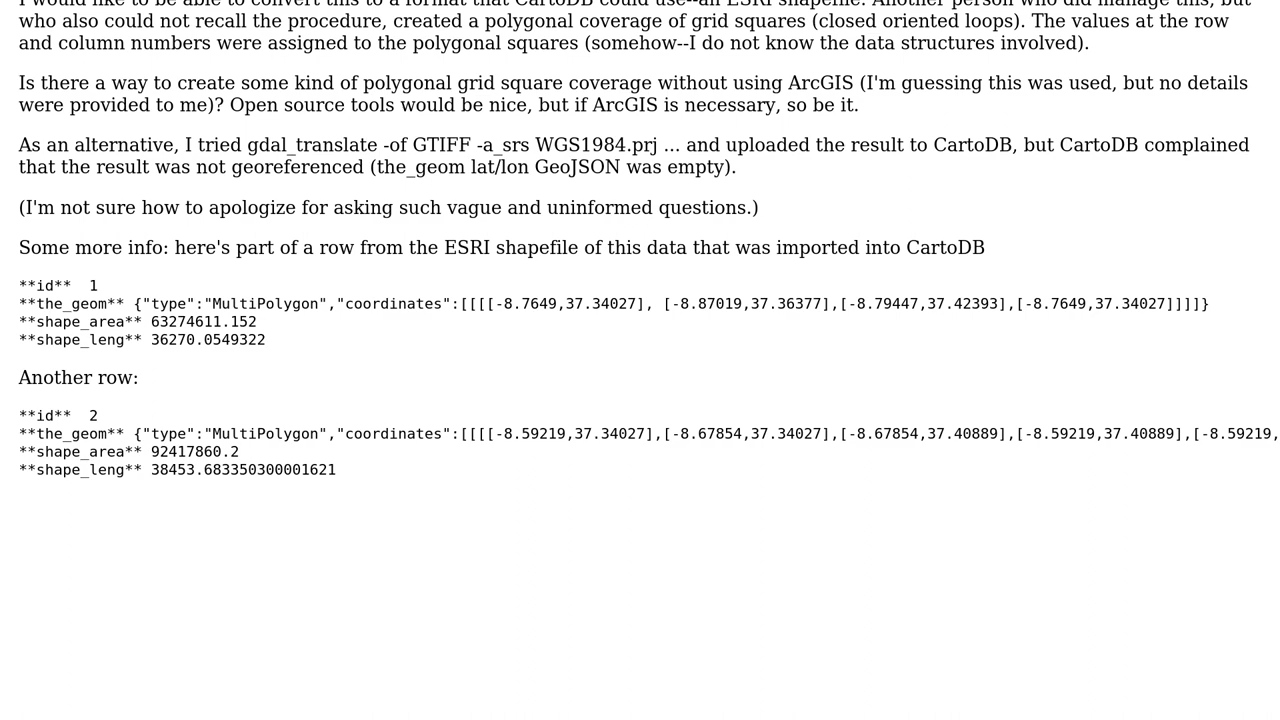 I would like to be able to convert this to a format that CartoDB could use--an ESRI shapefile. Another person who did manage this, but
who also could not recall the procedure, created a polygonal coverage of grid squares (closed oriented loops). The values at the row
and column numbers were assigned to the polygonal squares (somehow--I do not know the data structures involved).
Is there a way to create some kind of polygonal grid square coverage without using ArcGIS (I'm guessing this was used, but no details
were provided to me)? Open source tools would be nice, but if ArcGIS is necessary, so be it.
As an alternative, I tried gdal_translate -of GTIFF -a_srs WGS1984.prj ... and uploaded the result to CartoDB, but CartoDB complained
that the result was not georeferenced (the_geom lat/lon GeoJSON was empty).
(I'm not sure how to apologize for asking such vague and uninformed questions.)
Some more info: here's part of a row from the ESRI shapefile of this data that was imported into CartoDB
**id**  1
**the_geom** {"type":"MultiPolygon","coordinates":[[[[-8.7649,37.34027], [-8.87019,37.36377],[-8.79447,37.42393],[-8.7649,37.34027]]]]}
**shape_area** 63274611.152
**shape_leng** 36270.0549322
Another row:
**id**  2
**the_geom** {"type":"MultiPolygon","coordinates":[[[[-8.59219,37.34027],[-8.67854,37.34027],[-8.67854,37.40889],[-8.59219,37.40889],[-8.59219,
**shape_area** 92417860.2
**shape_leng** 38453.683350300001621